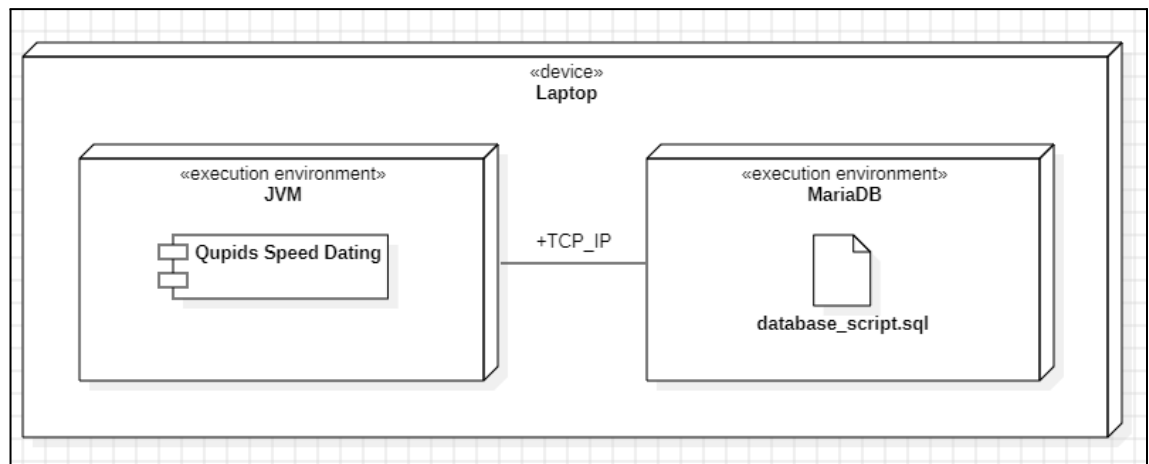 «device»
Laptop
«execution environment»
JVM
Qupids Speed Dating
+TCP_IP
«execution environment»
MariaDB
database_script.sql